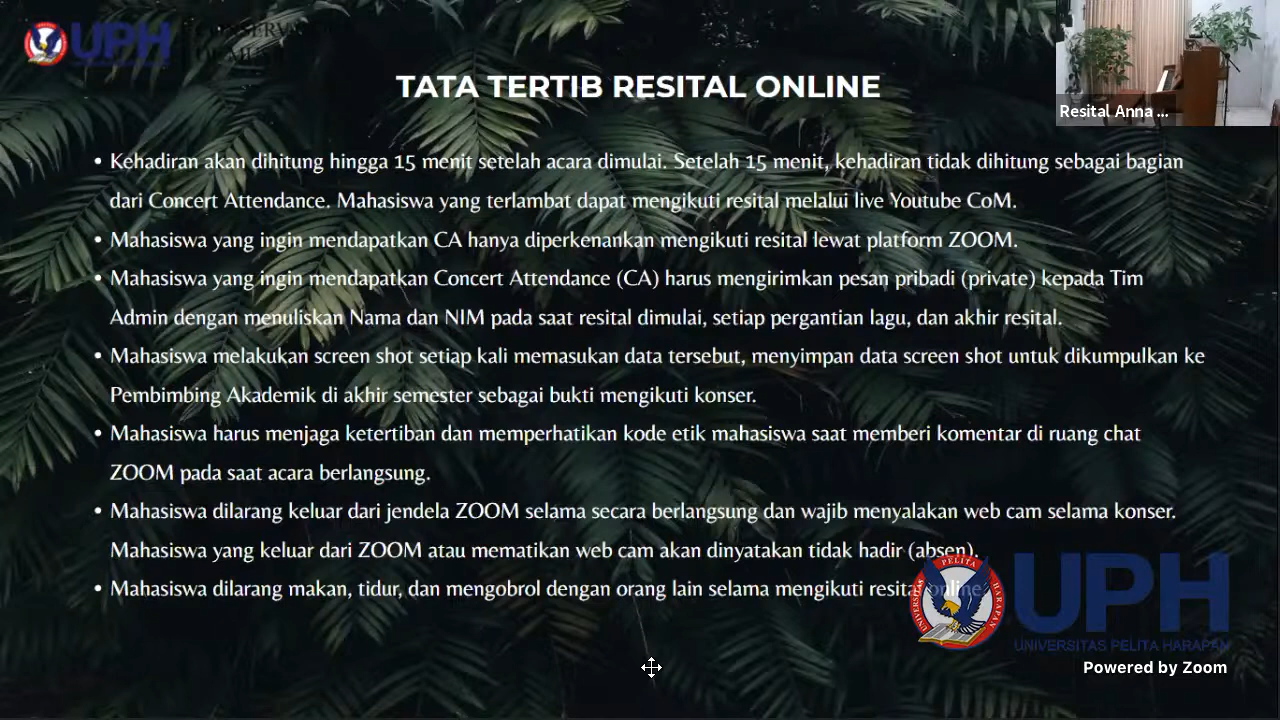 UPH
TATA TERTIB RESITAL ONLINE
Resital Anna ...
• Kehadiran akan dihitung hingga 15 menit setelah acara dimulai. Setelah 15 menit, kehadiran tidak dihitung sebagai bagian
dari Concert Attendance. Mahasiswa yang terlambat dapat mengikuti resital melalui live Youtube CoM.
• Mahasiswa yang ingin mendapatkan CA hanya diperkenankan mengikuti resital lewat platform ZOOM.
• Mahasiswa yang ingin mendapatkan Concert Attendance (CA) harus mengirimkan pesan pribadi (private) kepada Tim
Admin dengan menuliskan Nama dan NIM pada saat resital dimulai, setiap pergantian lagu, dan akhir resital.
• Mahasiswa melakukan screen shot setiap kali memasukan data tersebut, menyimpan data screen shot untuk dikumpulkan ke
Pembimbing Akademik di akhir semester sebagai bukti mengikuti konser.
• Mahasiswa harus menjaga ketertiban dan memperhatikan kode etik mahasiswa saat memberi komentar di ruang chat
ZOOM pada saat acara berlangsung.
• Mahasiswa dilarang keluar dari jendela ZOOM selama secara berlangsung dan wajib menyalakan web cam selama konser.
Mahasiswa yang keluar dari ZOOM atau mematikan web cam akan dinyatakan tidak hadir (absen).
• Mahasiswa dilarang makan, tidur, dan mengobrol dengan orang lain selama mengikuti resital online
UNIVERSITAS PELITA HARAPAN
UPH
UNIVERSITAS PELITA HARAPAN
Powered by Zoom